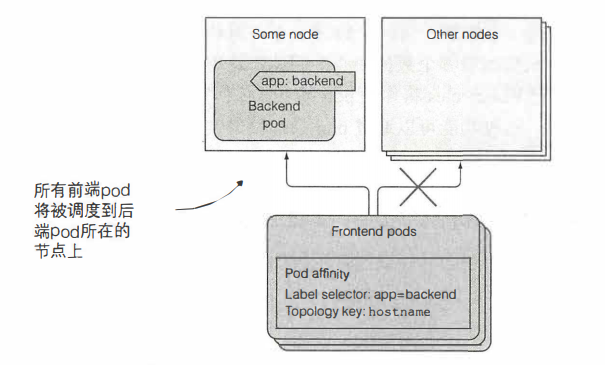 Some node
Other nodes
app: backend
Backend
pod
所有前端pod
将被调度到后
端pod所在的
节点上
Frontend pods
Pod affinity
Label selector: app=backend
Topology key: hostname